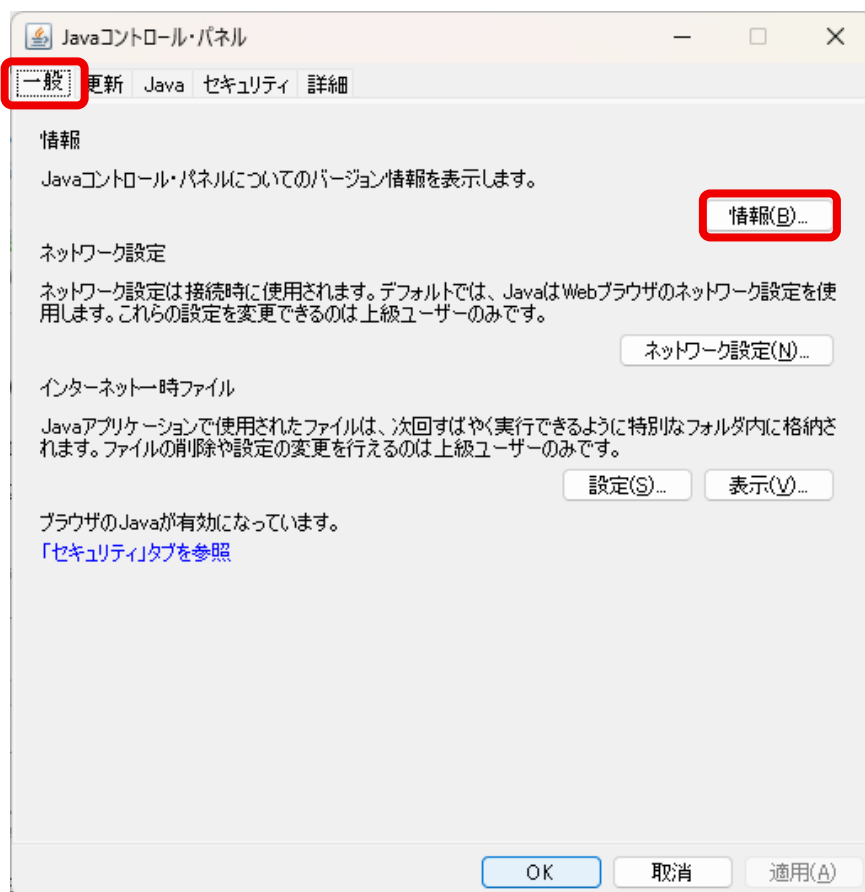 Javaコントロール・パネル
一般 更新 Java セキュリティ 詳細
情報
Javaコントロール・パネルについてのバージョン情報を表示します。
情報(B)...
ネットワーク設定
ネットワーク設定は接続時に使用されます。デフォルトでは、JavaはWebブラウザのネットワーク設定を使
用します。これらの設定を変更できるのは上級ユーザーのみです。
ネットワーク設定(N)...
インターネット一時ファイル
Javaアプリケーションで使用されたファイルは、次回すばやく実行できるように特別なフォルダ内に格納さ
れます。ファイルの削除や設定の変更を行えるのは上級ユーザーのみです。
設定(S)... 表示(V)...
ブラウザのJavaが有効になっています。
「セキュリティ」タブを参照
OK 取消 適用(A)